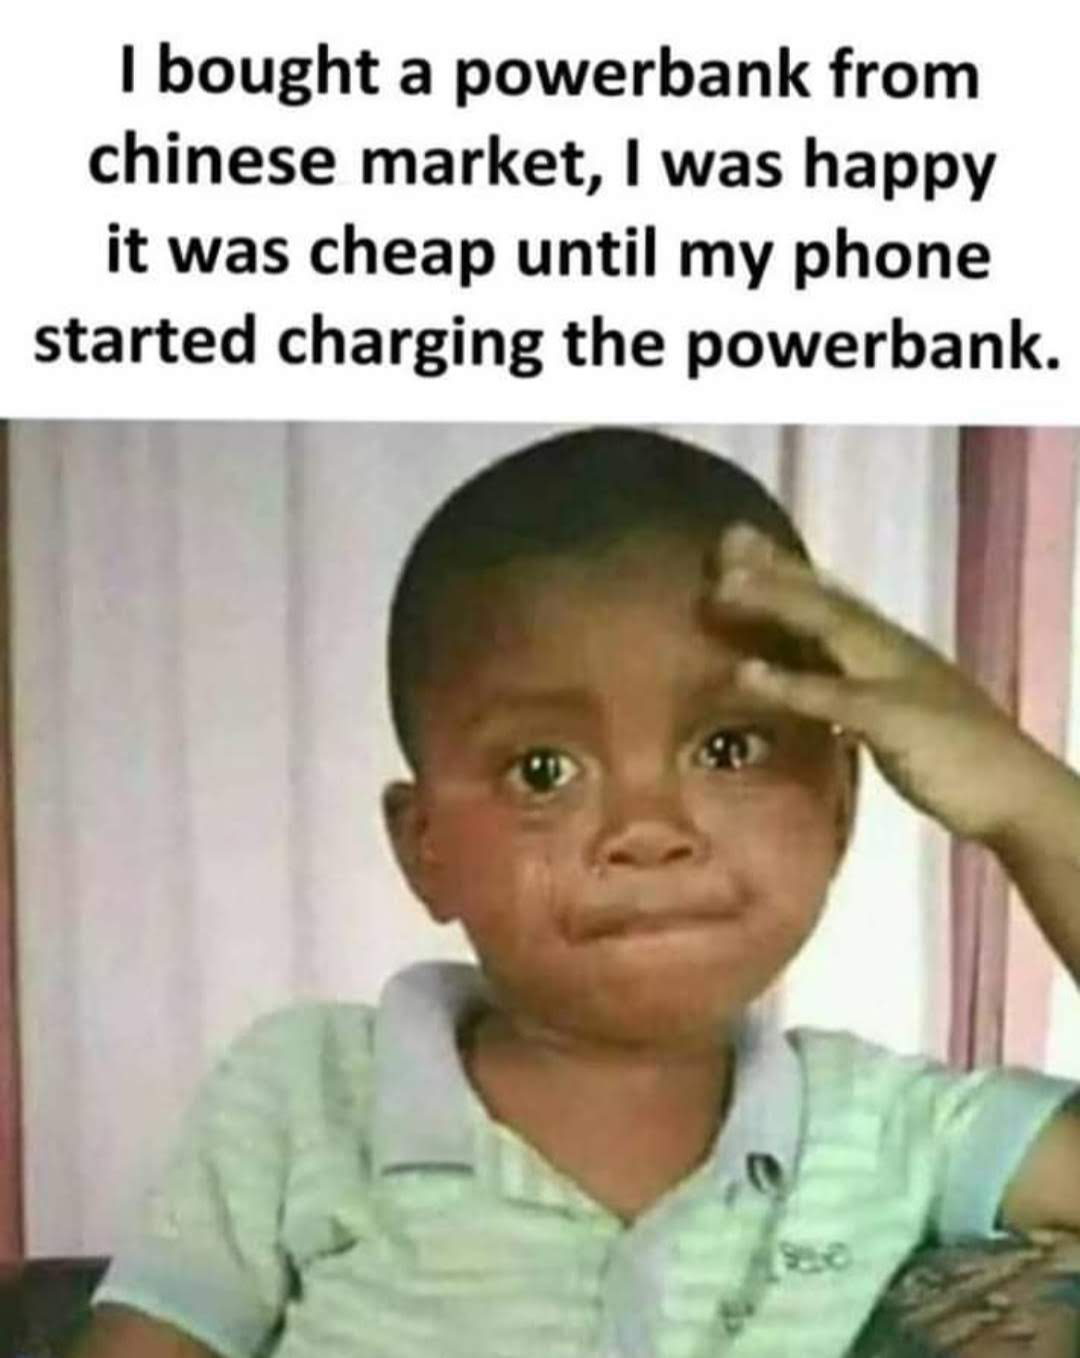 I bought a powerbank from
chinese market, I was happy
it was cheap until my phone
started charging the powerbank.